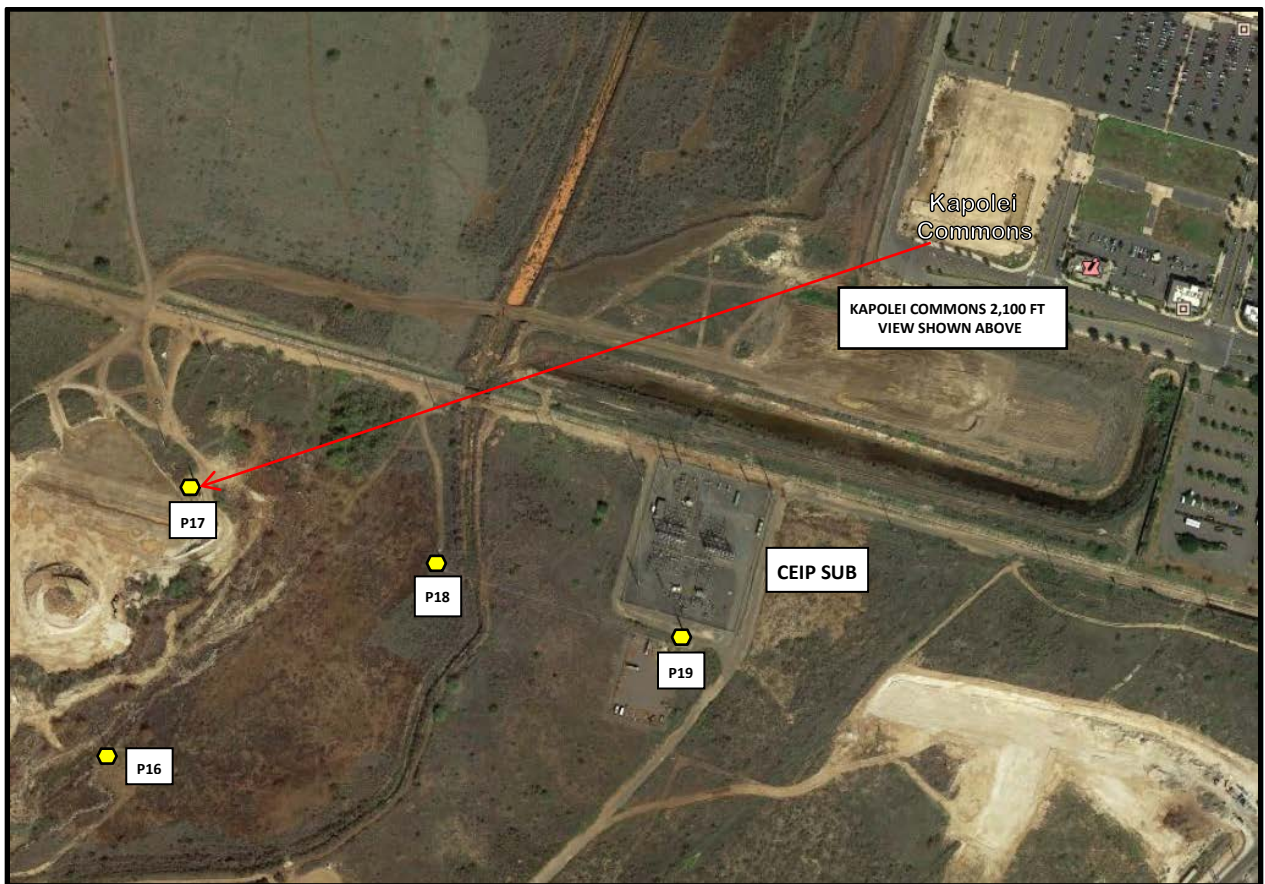 Kapolei
Commons
KAPOLEI COMMONS 2,100 FT
VIEW SHOWN ABOVE
P17
CEIP SUB
P18
P19
P16